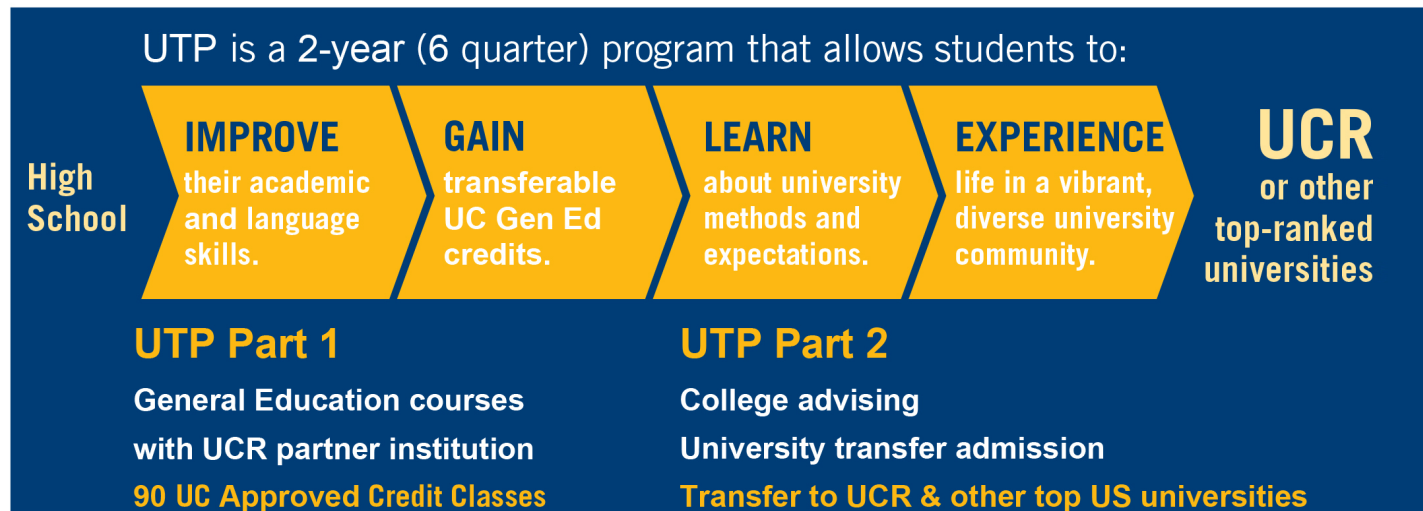 UTP is a 2-year (6 quarter) program that allows students to:
High
School
IMPROVE
their academic
and language
skills.
GAIN
transferable
UC Gen Ed
credits.
LEARN
about university
methods and
expectations.
EXPERIENCE
life in a vibrant,
diverse university
community.
UCR
or other
top-ranked
universities
UTP Part 1
General Education courses
with UCR partner institution
90 UC Approved Credit Classes
UTP Part 2
College advising
University transfer admission
Transfer to UCR & other top US universities